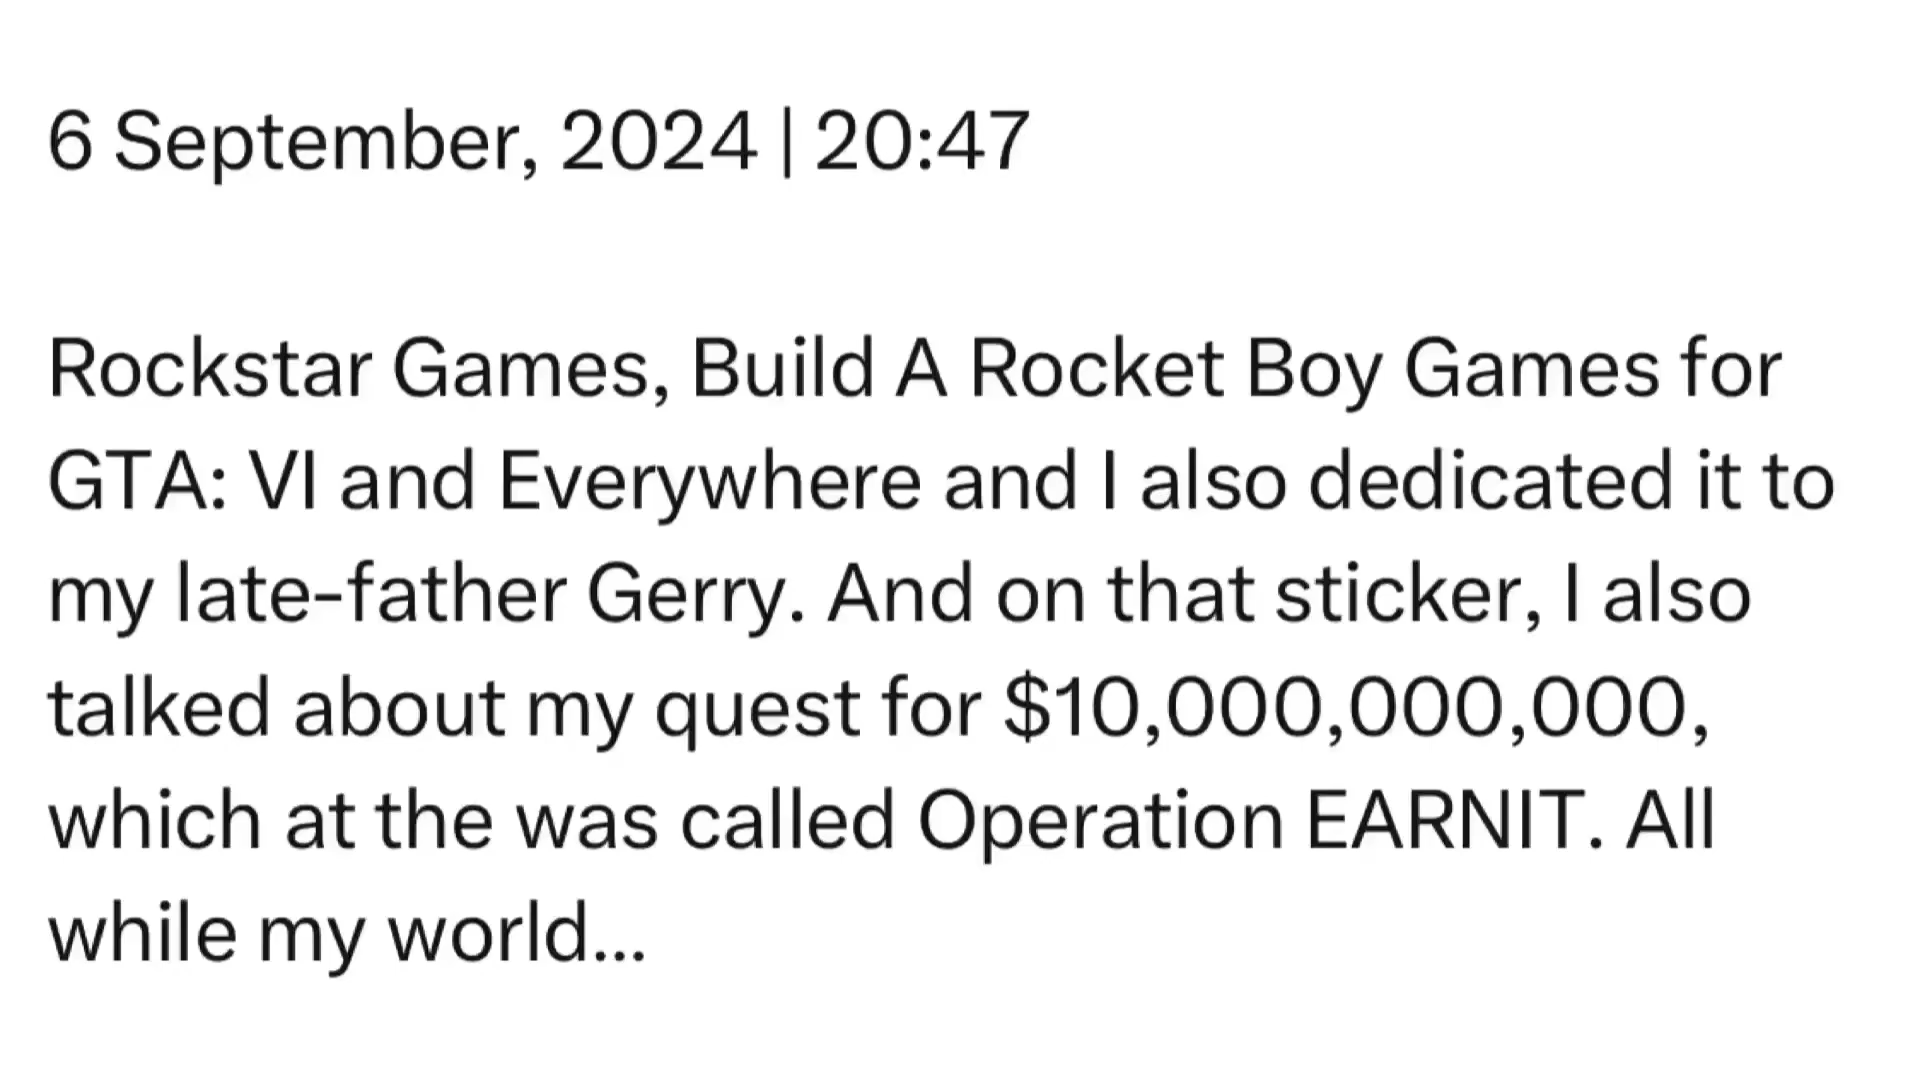 6 September, 2024 | 20:47
Rockstar Games, Build A Rocket Boy Games for
GTA: VI and Everywhere and I also dedicated it to
my late-father Gerry. And on that sticker, I also
talked about my quest for $10,000,000,000,
which at the was called Operation EARNIT. All
while my world...